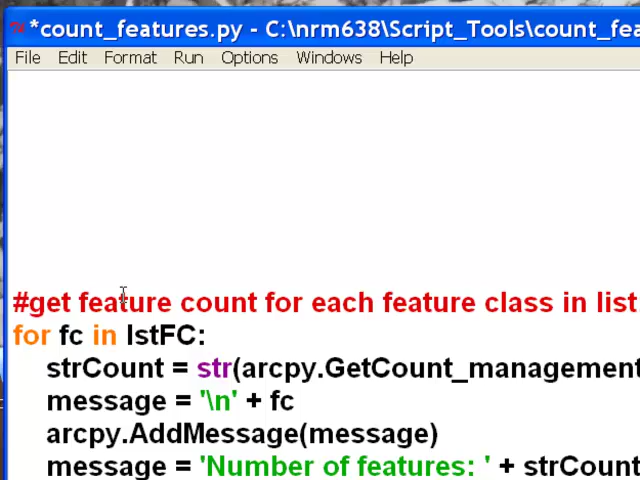 *count_features.py - C:\nrm638\Script_Tools\count_fea
File Edit Format Run Options Windows Help
#get feature count for each feature class in list
for fc in lstFC:
strCount = str(arcpy.GetCount_management
message = '\n' + fc
arcpy.AddMessage(message)
message = 'Number of features: ' + strCount